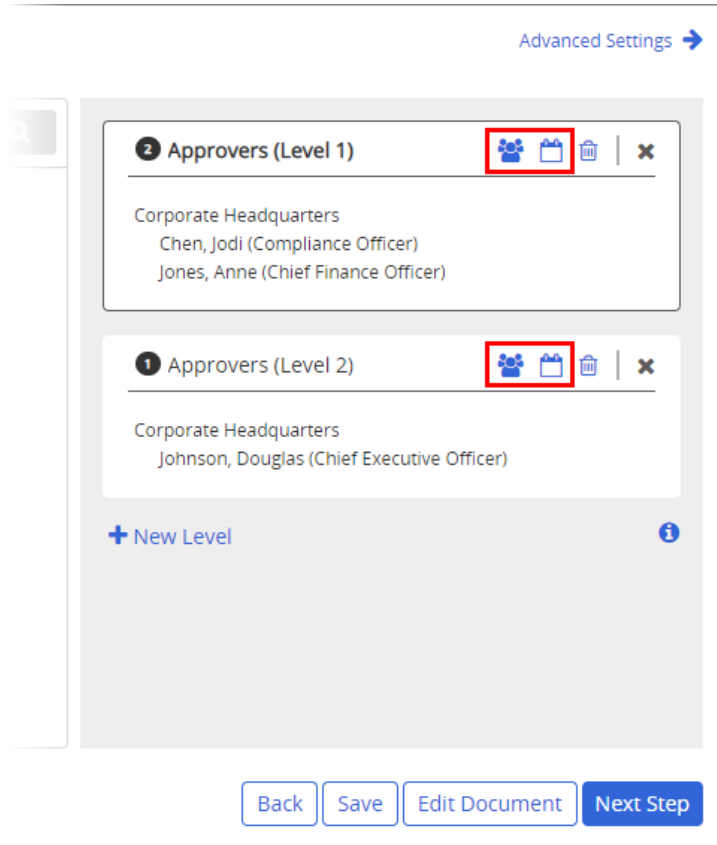 Advanced Settings
2 Approvers (Level 1)
Corporate Headquarters
Chen, Jodi (Compliance Officer)
Jones, Anne (Chief Finance Officer)
1 Approvers (Level 2)
Corporate Headquarters
Johnson, Douglas (Chief Executive Officer)
New Level
Back Save Edit Document Next Step